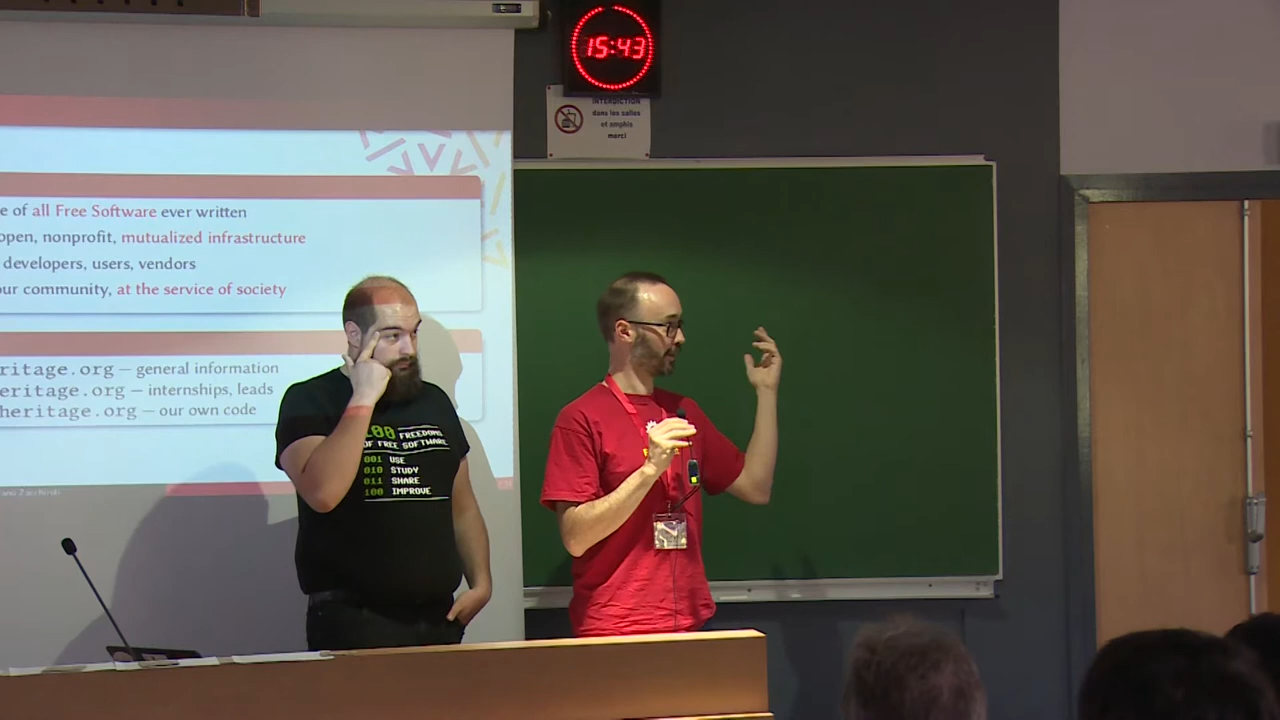 15:43
INTERDICTION
dans les salles
et amphis
merci
e of all Free Software ever written
open, nonprofit, mutualized infrastructure
developers, users, vendors
our community, at the service of society
ritage.org — general information
eritage.org — internships, leads
heritage.org — our own code
100 FREEDOMS
OF FREE SOFTWARE
001 USE
010 STUDY
011 SHARE
100 IMPROVE